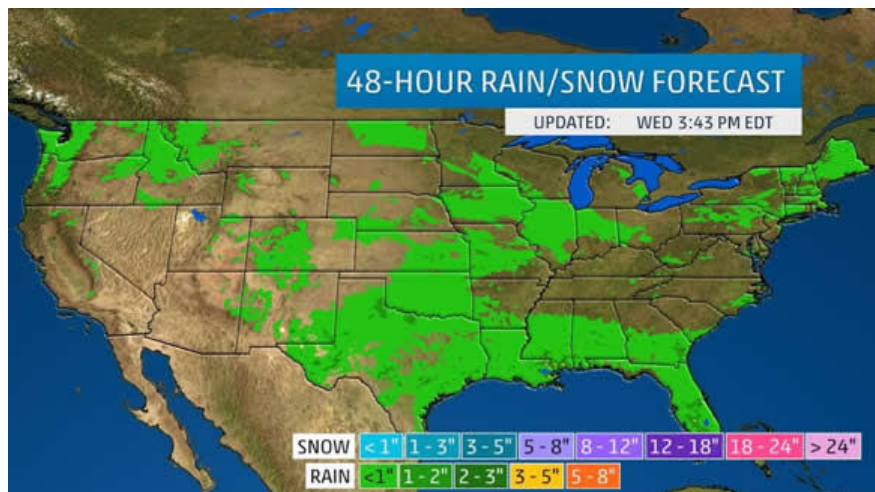 48-HOUR RAIN/SNOW FORECAST
UPDATED: WED 3:43 PM EDT
SNOW <1" 1-3" 3-5" 5-8" 8-12" 12-18" 18-24" >24"
RAIN <1" 1-2" 2-3" 3-5" 5-8"